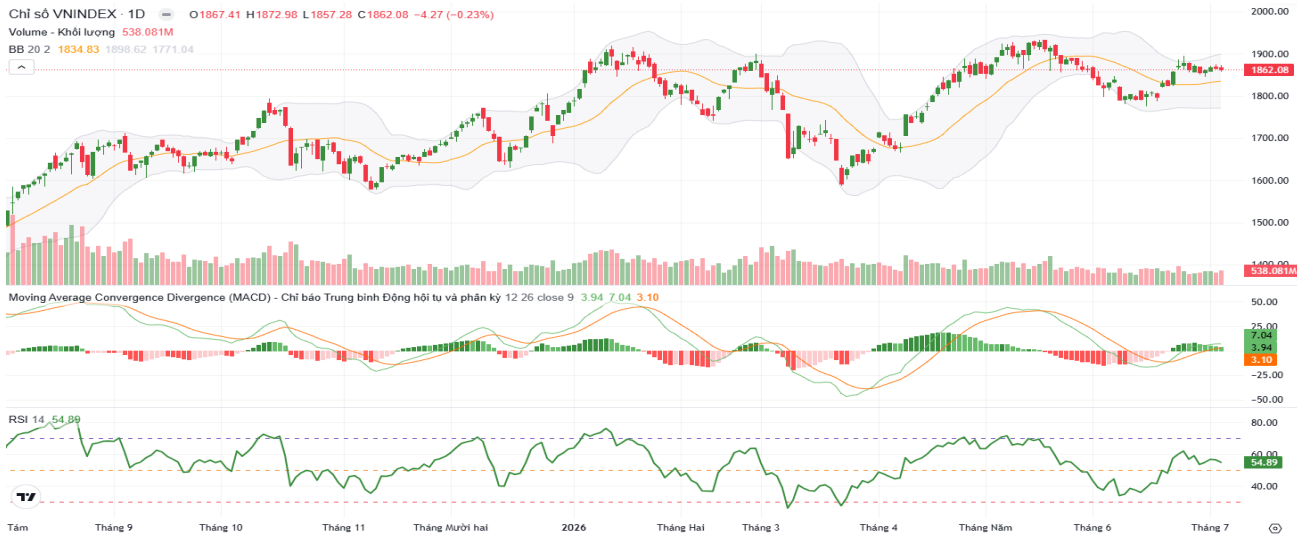 Chỉ số VNINDEX · 1D O1867.41 H1872.98 L1857.28 C1862.08 −4.27 (−0.23%)
Volume - Khối lượng 538.081M
BB 20 2 1834.83 1898.62 1771.04
2000.00
1900.00
1862.08
1800.00
1700.00
1600.00
1500.00
1400.00
538.081M
Moving Average Convergence Divergence (MACD) - Chỉ báo Trung bình Động hội tụ và phân kỳ 12 26 close 9 3.94 7.04 3.10
50.00
25.00
7.04
3.94
3.10
−25.00
−50.00
RSI 14 54.89
80.00
60.00
54.89
40.00
Tám Tháng 9 Tháng 10 Tháng 11 Tháng Mười hai 2026 Tháng Hai Tháng 3 Tháng 4 Tháng Năm Tháng 6 Tháng 7